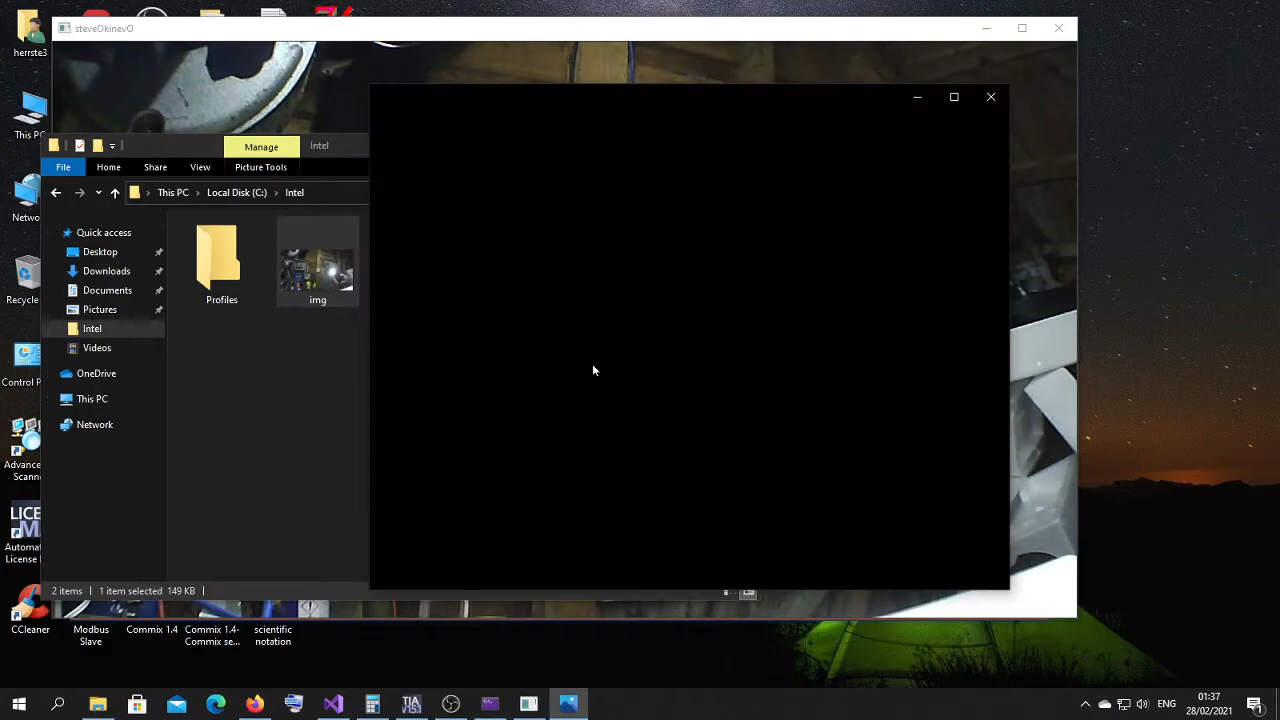 steveOkinevO
herste3
This P
Manage
Intel
File
Home
Share
View
Picture Tools
This PC
Local Disk (C:)
Intel
Netwo
Quick access
Desktop
Downloads
Documents
Pictures
Intel
Videos
OneDrive
This PC
Network
Profiles
img
Recycle
Control P
Advance
Scann
LICE
M
Automat
License M
2 items
1 item selected
149 KB
CCleaner
Modbus
Slave
Commix 1.4
Commix 1.4-
Commix se...
scientific
notation
TIA
ENG
01:37
28/02/2021
1